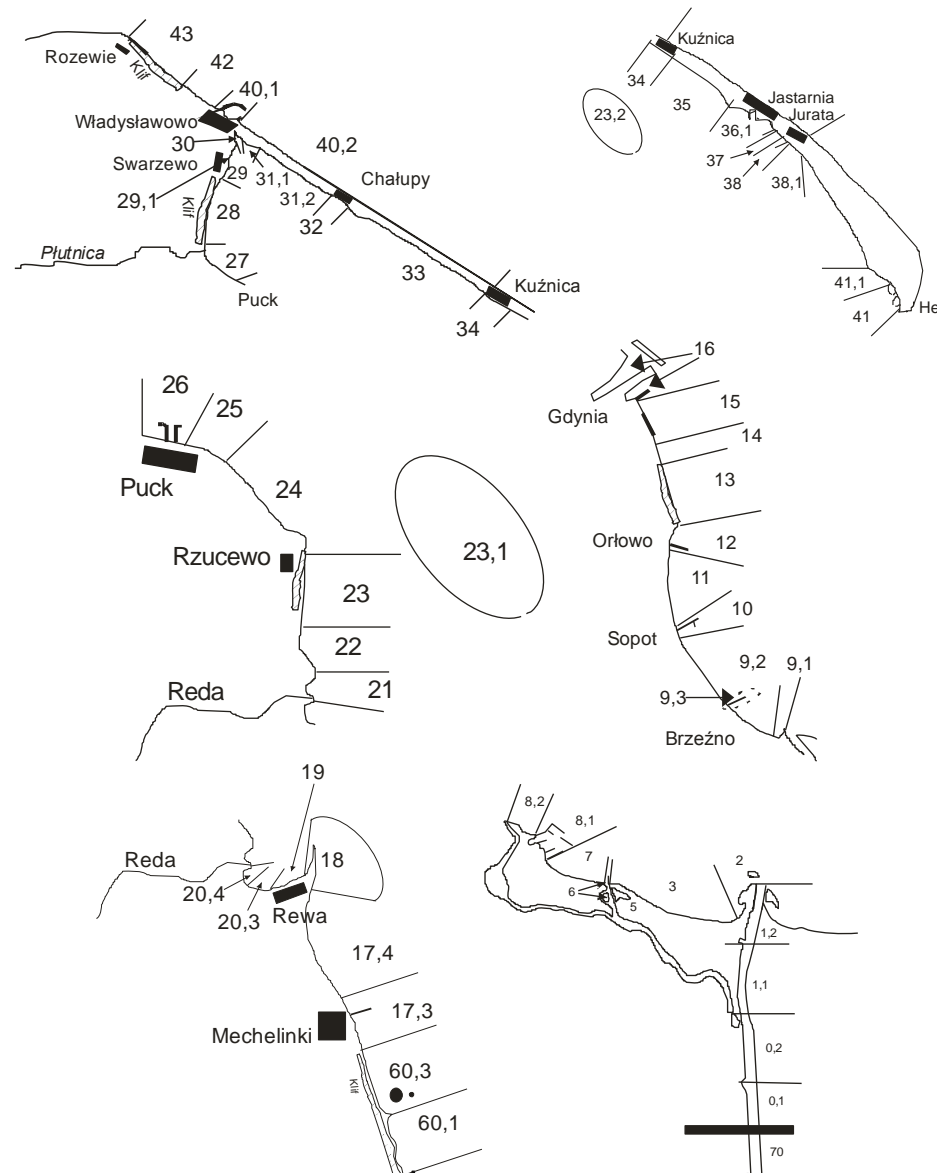 43
Rozewie
Klif
42
40,1
Władysławowo
30
40,2
Swarzewo
29
31,1
Chałupy
29,1
31,2
Klif
28
32
Płutnica
27
33
Puck
Kuźnica
34
Kuźnica
34
35
23,2
Jastarnia
36,1
Jurata
37
38
38,1
41,1
41
He
26
25
Puck
24
Rzucewo
23,1
23
22
Reda
21
16
Gdynia
15
14
13
Orłowo
12
11
10
Sopot
9,2
9,1
9,3
Brzeźno
19
Reda
18
20,4
20,3
Rewa
17,4
17,3
Mechelinki
60,3
Klif
60,1
8,2
8,1
7
2
6
3
5
1,2
1,1
0,2
0,1
70